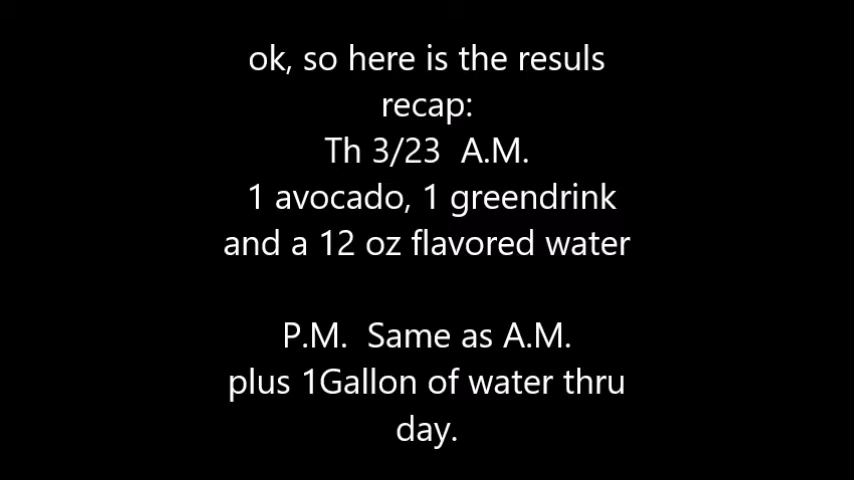 ok, so here is the resuls
recap:
Th 3/23  A.M.
1 avocado, 1 greendrink
and a 12 oz flavored water
P.M.  Same as A.M.
plus 1Gallon of water thru
day.